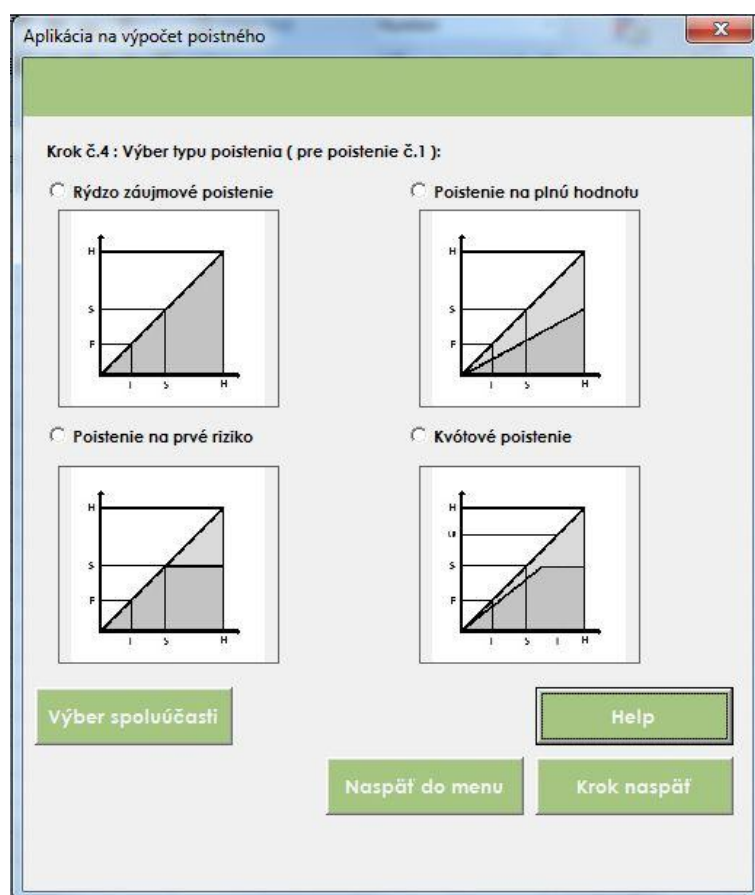 Aplikácia na výpočet poistného
Krok č.4 : Výber typu poistenia ( pre poistenie č.1 ):
Rýdzo záujmové poistenie
Poistenie na plnú hodnotu
H
S
F
I S H
H
S
F
I S H
Poistenie na prvé riziko
Kvótové poistenie
H
S
F
I S H
H
S
F
I S I H
Výber spoluúčasti
Help
Naspäť do menu
Krok naspäť